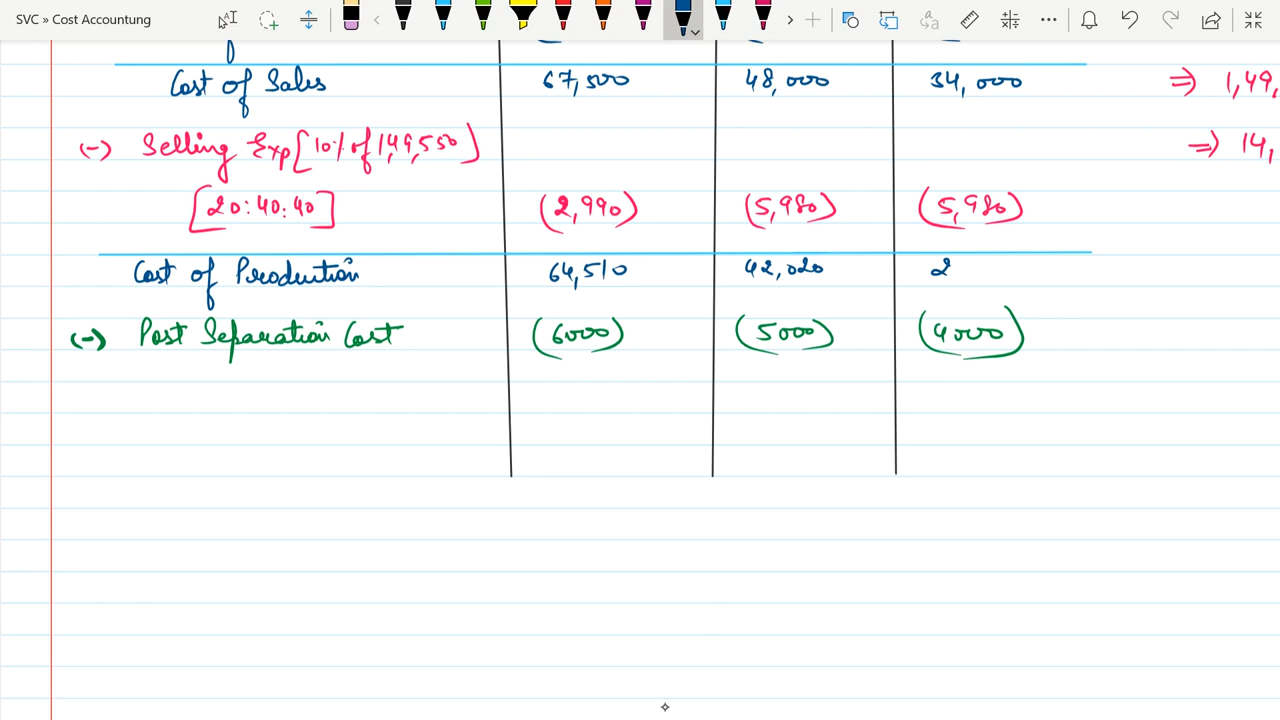 SVC » Cost Accountung
Cost of Sales 67,500 48,000 34,000 ⇒ 1,49,
(-) Selling Exp [10% of 1,49,550] ⇒ 14,
[20:40:40] (2,990) (5,980) (5,980)
Cost of Production 64,510 42,020 2
(-) Post Separation Cost (6000) (5000) (4000)